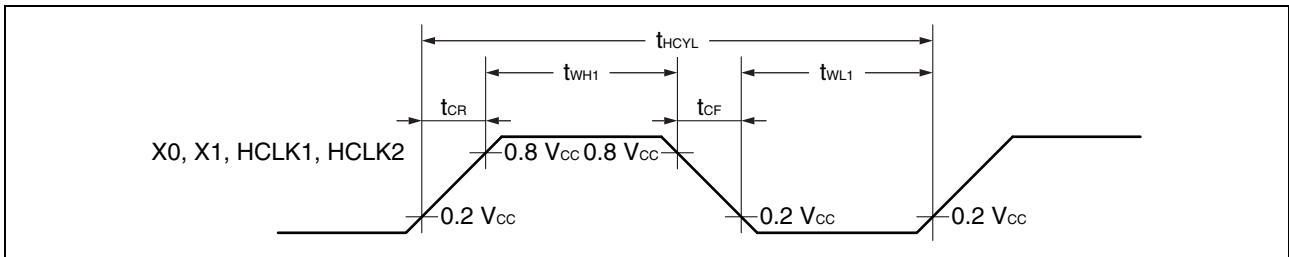 tHCYL
tWH1 tWL1
tCR tCF
X0, X1, HCLK1, HCLK2 0.8 VCC 0.8 VCC
0.2 VCC 0.2 VCC 0.2 VCC